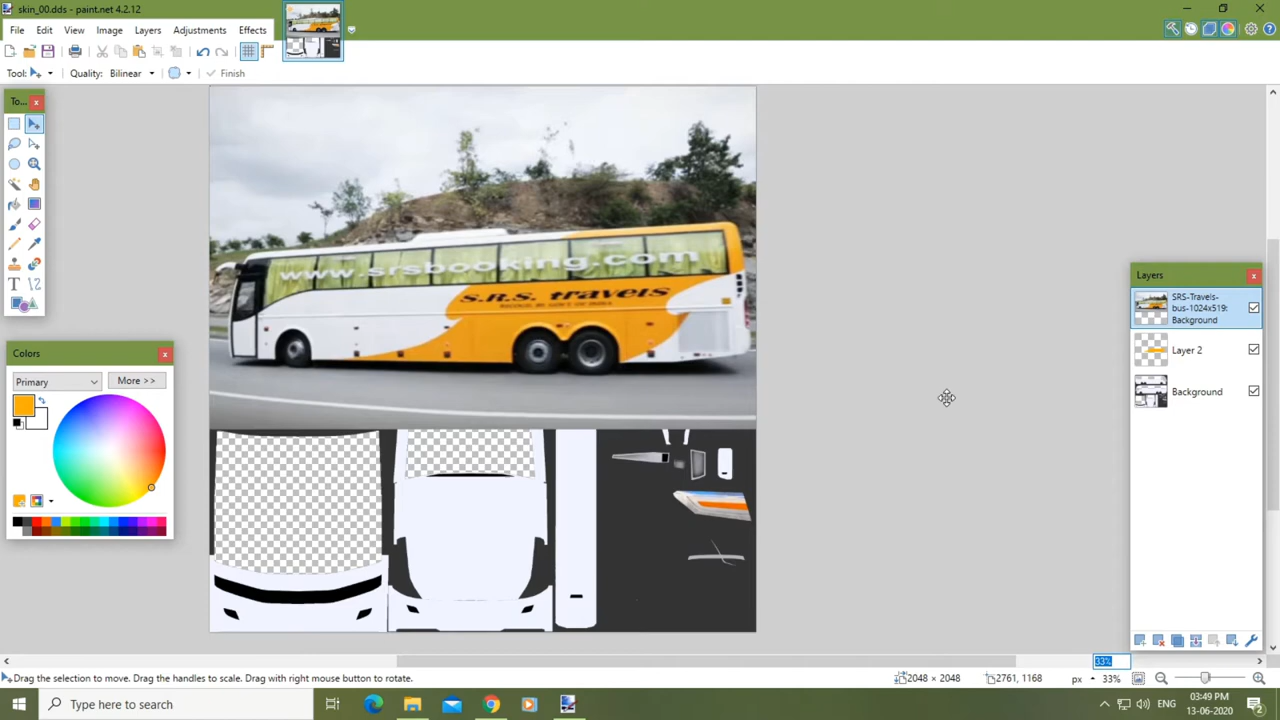 skin_00.dds - paint.net 4.2.12
File Edit View Image Layers Adjustments Effects
Tool: Quality: Bilinear Finish
To...
www.srsbooking.com
S.R.S. travels
Colors
Primary More >>
Layers
SRS-Travels-
bus-1024x519:
Background
Layer 2
Background
33%
Drag the selection to move. Drag the handles to scale. Drag with right mouse button to rotate. 2048 × 2048 2761, 1168 px 33%
Type here to search
ENG
03:49 PM
13-06-2020
2